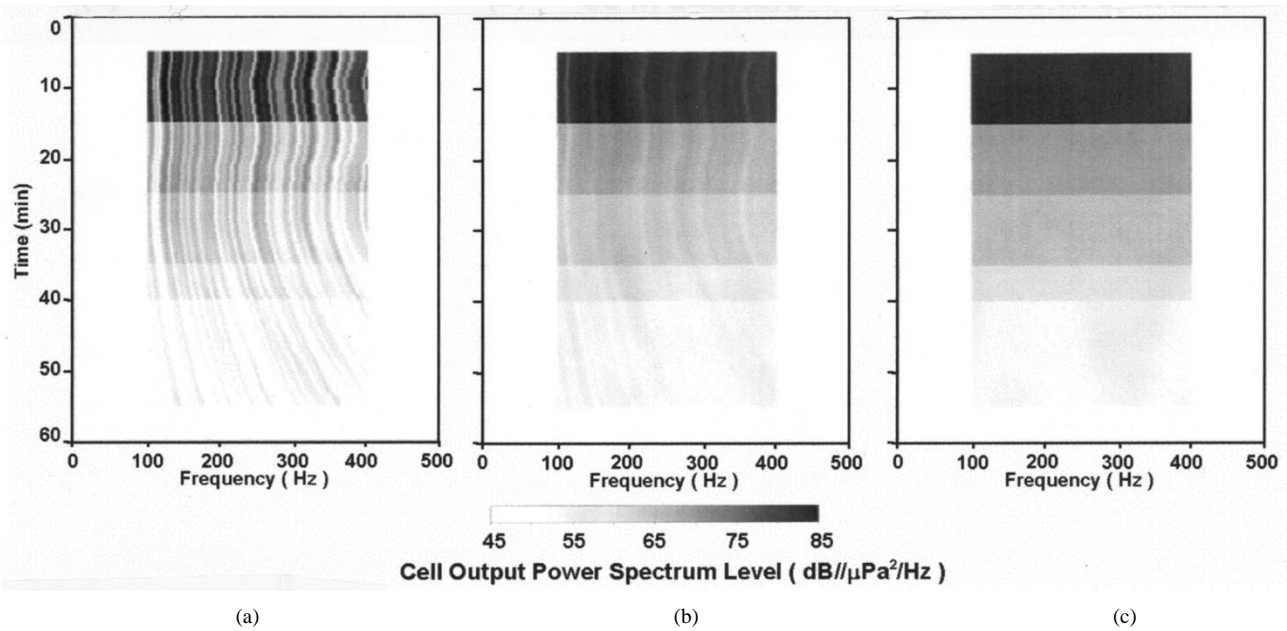 0
10
20
30
40
50
60
Time (min)
0 100 200 300 400 500
Frequency ( Hz )
0 100 200 300 400 500
Frequency ( Hz )
0 100 200 300 400 500
Frequency ( Hz )
45 55 65 75 85
Cell Output Power Spectrum Level ( dB//μPa²/Hz )
(a) (b) (c)